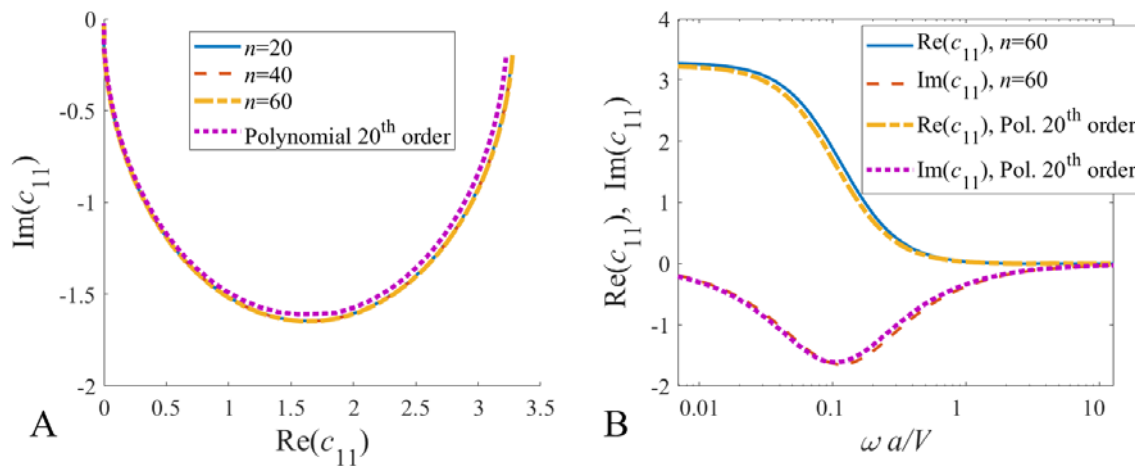 0
-0.5
-1
-1.5
-2
Im(c₁₁)
n=20
n=40
n=60
Polynomial 20ᵗʰ order
0 0.5 1 1.5 2 2.5 3 3.5
A Re(c₁₁)
4
3
2
1
0
-1
-2
Re(c₁₁), Im(c₁₁)
Re(c₁₁), n=60
Im(c₁₁), n=60
Re(c₁₁), Pol. 20ᵗʰ order
Im(c₁₁), Pol. 20ᵗʰ order
0.01 0.1 1 10
B ω a/V